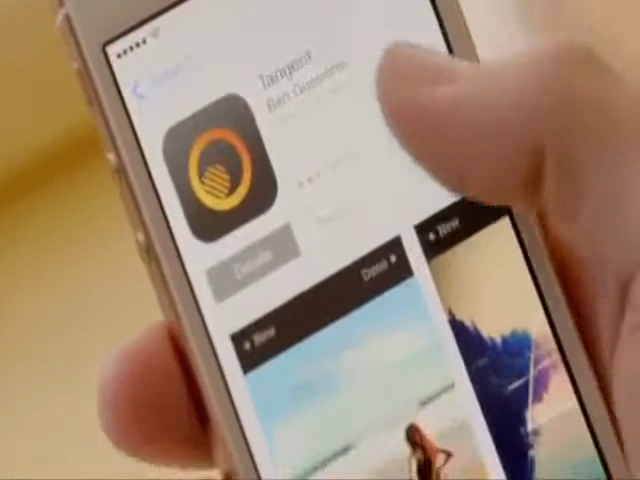 Tangent
Ben Guerrette
Details
+ New
Done
+ New